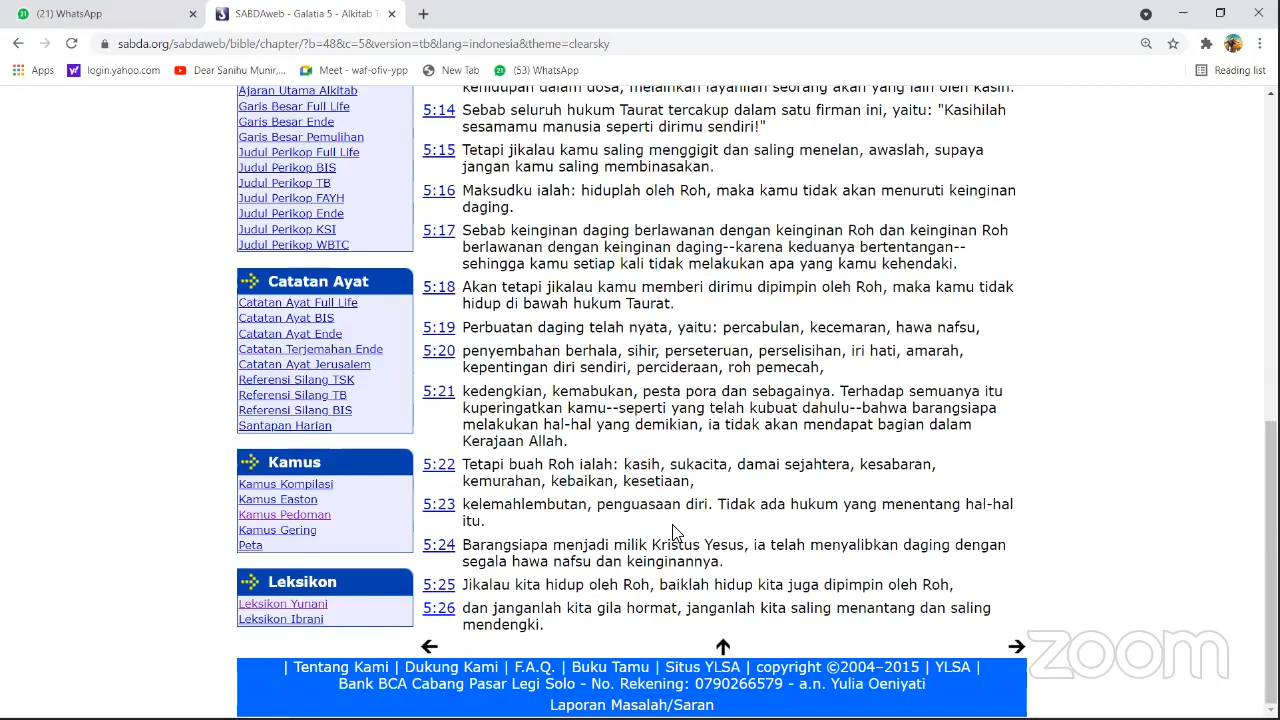 (21) WhatsApp
SABDAweb - Galatia 5 - Alkitab T
sabda.org/sabdaweb/bible/chapter/?b=48&c=5&version=tb&lang=indonesia&theme=clearsky
Apps
login.yahoo.com
Dear Sanihu Munir,...
Meet - waf-ofiv-ypp
New Tab
(53) WhatsApp
Reading list
Ajaran Utama Alkitab
Garis Besar Full Life
Garis Besar Ende
Garis Besar Pemulihan
Judul Perikop Full Life
Judul Perikop BIS
Judul Perikop TB
Judul Perikop FAYH
Judul Perikop Ende
Judul Perikop KSI
Judul Perikop WBTC
Catatan Ayat
Catatan Ayat Full Life
Catatan Ayat BIS
Catatan Ayat Ende
Catatan Terjemahan Ende
Catatan Ayat Jerusalem
Referensi Silang TSK
Referensi Silang TB
Referensi Silang BIS
Santapan Harian
Kamus
Kamus Kompilasi
Kamus Easton
Kamus Pedoman
Kamus Gering
Peta
Leksikon
Leksikon Yunani
Leksikon Ibrani
kehidupan dalam dosa, melainkan layanilah seorang akan yang lain oleh kasih.
5:14 Sebab seluruh hukum Taurat tercakup dalam satu firman ini, yaitu: "Kasihilah
sesamamu manusia seperti dirimu sendiri!"
5:15 Tetapi jikalau kamu saling menggigit dan saling menelan, awaslah, supaya
jangan kamu saling membinasakan.
5:16 Maksudku ialah: hiduplah oleh Roh, maka kamu tidak akan menuruti keinginan
daging.
5:17 Sebab keinginan daging berlawanan dengan keinginan Roh dan keinginan Roh
berlawanan dengan keinginan daging--karena keduanya bertentangan--
sehingga kamu setiap kali tidak melakukan apa yang kamu kehendaki.
5:18 Akan tetapi jikalau kamu memberi dirimu dipimpin oleh Roh, maka kamu tidak
hidup di bawah hukum Taurat.
5:19 Perbuatan daging telah nyata, yaitu: percabulan, kecemaran, hawa nafsu,
5:20 penyembahan berhala, sihir, perseteruan, perselisihan, iri hati, amarah,
kepentingan diri sendiri, percideraan, roh pemecah,
5:21 kedengkian, kemabukan, pesta pora dan sebagainya. Terhadap semuanya itu
kuperingatkan kamu--seperti yang telah kubuat dahulu--bahwa barangsiapa
melakukan hal-hal yang demikian, ia tidak akan mendapat bagian dalam
Kerajaan Allah.
5:22 Tetapi buah Roh ialah: kasih, sukacita, damai sejahtera, kesabaran,
kemurahan, kebaikan, kesetiaan,
5:23 kelemahlembutan, penguasaan diri. Tidak ada hukum yang menentang hal-hal
itu.
5:24 Barangsiapa menjadi milik Kristus Yesus, ia telah menyalibkan daging dengan
segala hawa nafsu dan keinginannya.
5:25 Jikalau kita hidup oleh Roh, baiklah hidup kita juga dipimpin oleh Roh,
5:26 dan janganlah kita gila hormat, janganlah kita saling menantang dan saling
mendengki.
| Tentang Kami | Dukung Kami | F.A.Q. | Buku Tamu | Situs YLSA | copyright ©2004–2015 | YLSA |
Bank BCA Cabang Pasar Legi Solo - No. Rekening: 0790266579 - a.n. Yulia Oeniyati
Laporan Masalah/Saran
zoom